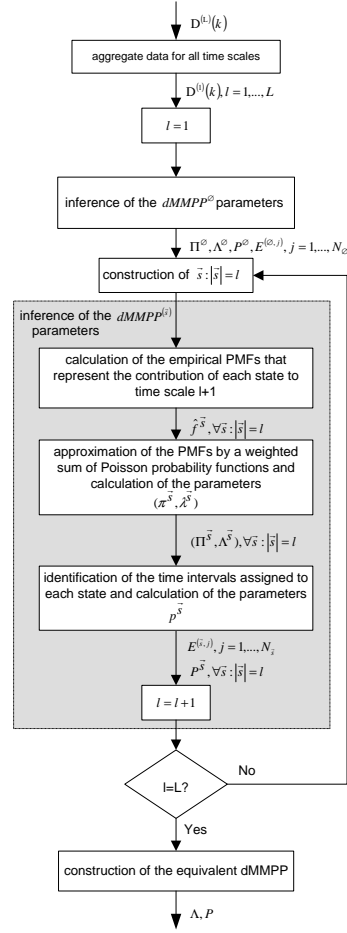 D^(L)(k)
aggregate data for all time scales
D^(l)(k), l = 1,..., L
l = 1
inference of the dMMPP^∅ parameters
Π^∅, Λ^∅, P^∅, E^(∅, j), j = 1,..., N_∅
construction of s⃗ : |s⃗| = l
inference of the dMMPP^(s⃗)
parameters
calculation of the empirical PMFs that
represent the contribution of each state to
time scale l+1
f̂^s⃗, ∀s⃗ : |s⃗| = l
approximation of the PMFs by a weighted
sum of Poisson probability functions and
calculation of the parameters
(π^s⃗, λ^s⃗)
(Π^s⃗, Λ^s⃗), ∀s⃗ : |s⃗| = l
identification of the time intervals assigned to
each state and calculation of the parameters
p^s⃗
E^(s⃗, j), j = 1,..., N_s⃗
P^s⃗, ∀s⃗ : |s⃗| = l
l = l+1
l=L?
No
Yes
construction of the equivalent dMMPP
Λ, P